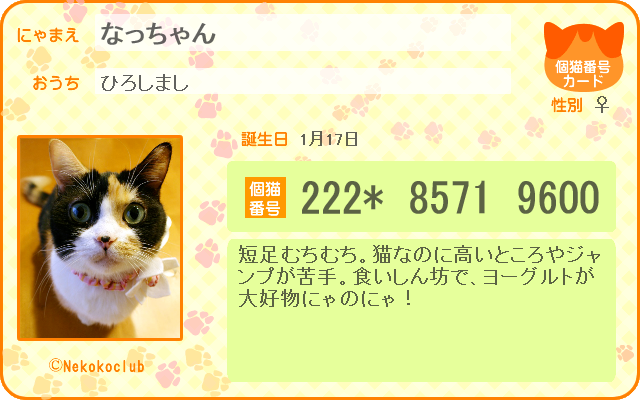 にゃまえ なっちゃん
個猫番号
カード
おうち ひろしまし
性別 ♀
誕生日 1月17日
個猫
番号 222* 8571 9600
短足むちむち。猫なのに高いところやジャ
ンプが苦手。食いしん坊で、ヨーグルトが
大好物にゃのにゃ！
©Nekokoclub